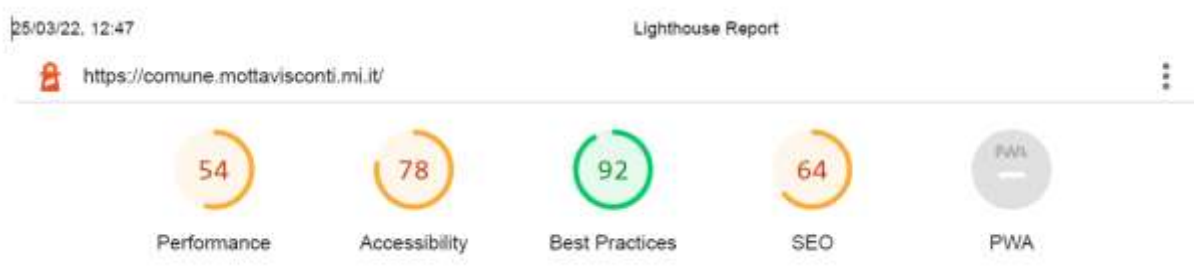 25/03/22, 12:47 Lighthouse Report
https://comune.mottavisconti.mi.it/
54 78 92 64 PWA
Performance Accessibility Best Practices SEO PWA